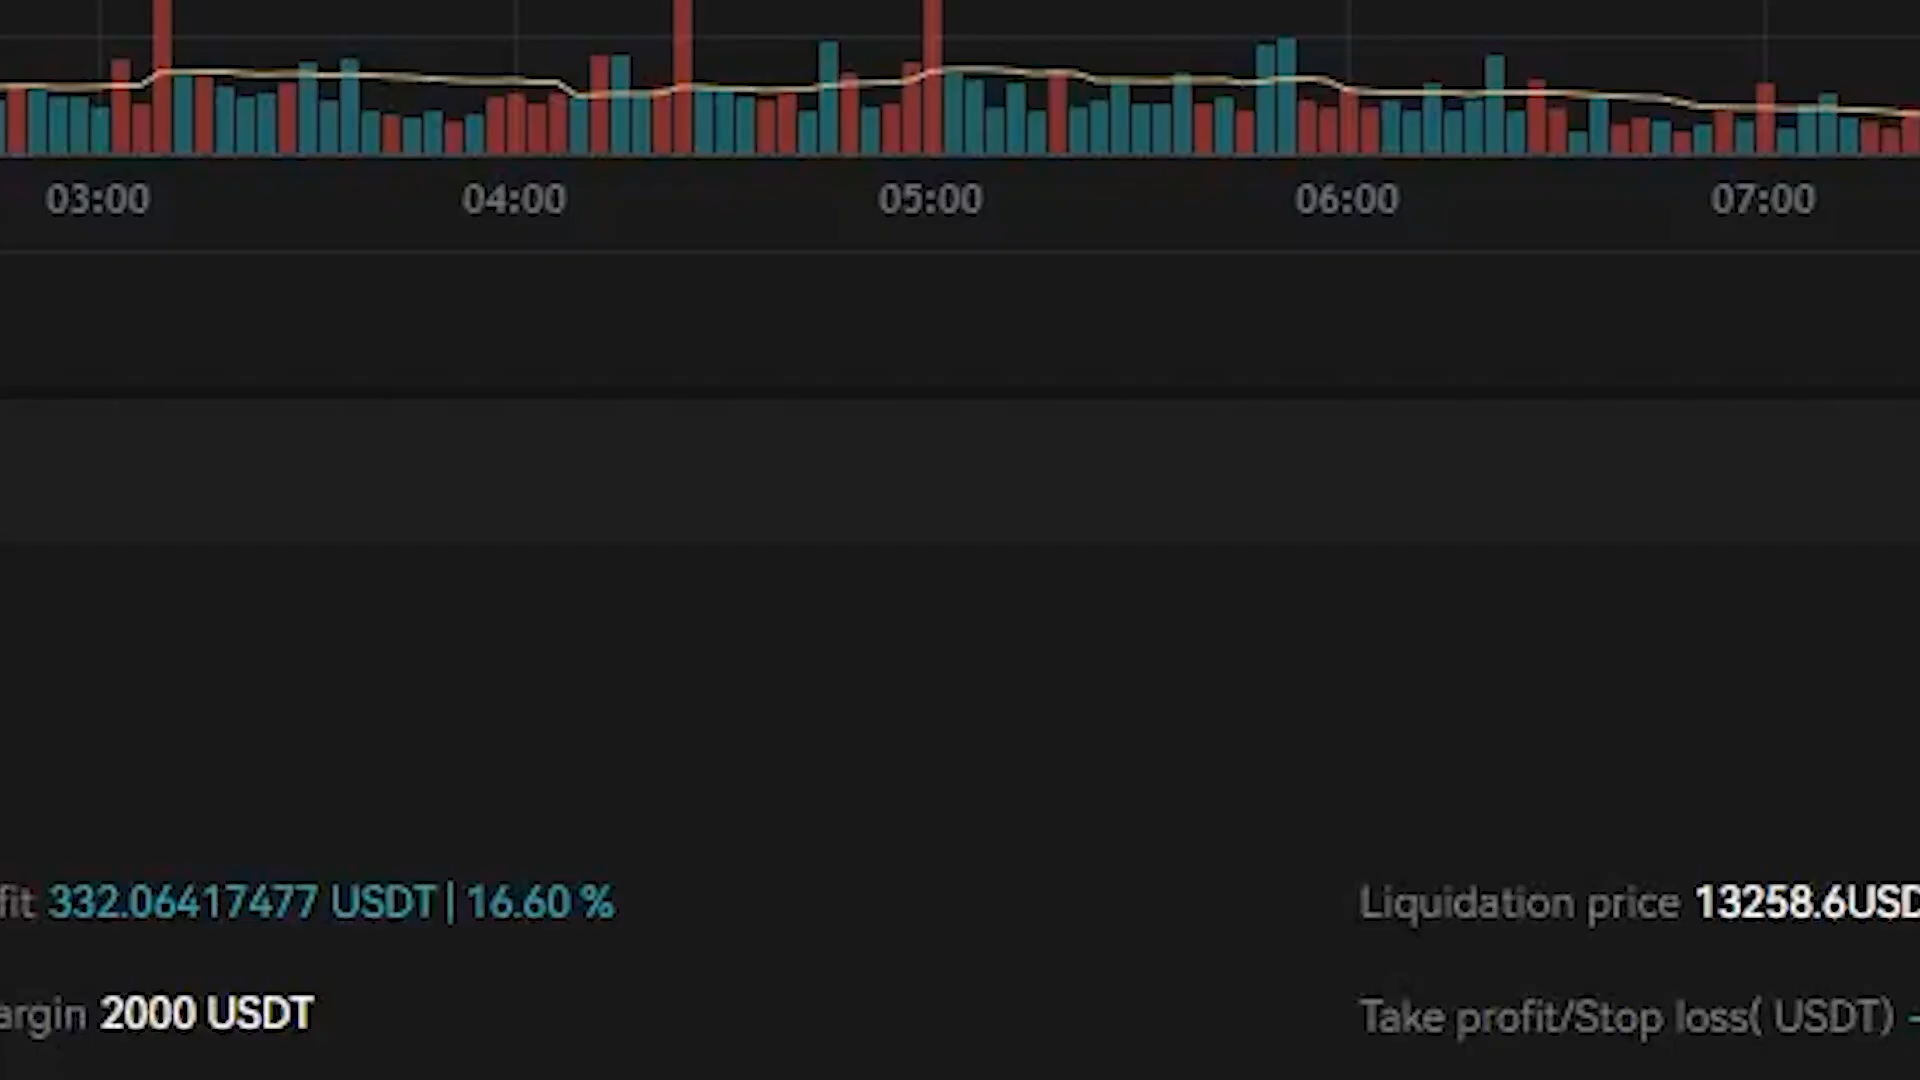 03:00 04:00 05:00 06:00 07:00
fit 332.06417477 USDT | 16.60 % Liquidation price 13258.6USD
argin 2000 USDT Take profit/Stop loss( USDT) -